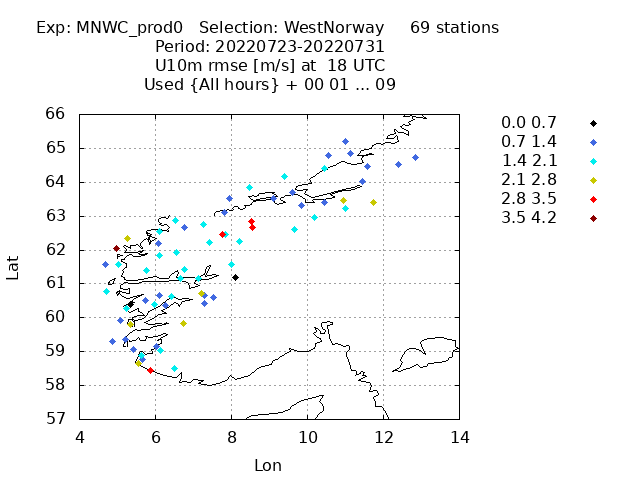 Exp: MNWC_prod0   Selection: WestNorway     69 stations
Period: 20220723-20220731
U10m rmse [m/s] at  18 UTC
Used {All hours} + 00 01 ... 09
66
65
64
63
62
61
60
59
58
57
Lat
4 6 8 10 12 14
Lon
0.0 0.7
0.7 1.4
1.4 2.1
2.1 2.8
2.8 3.5
3.5 4.2